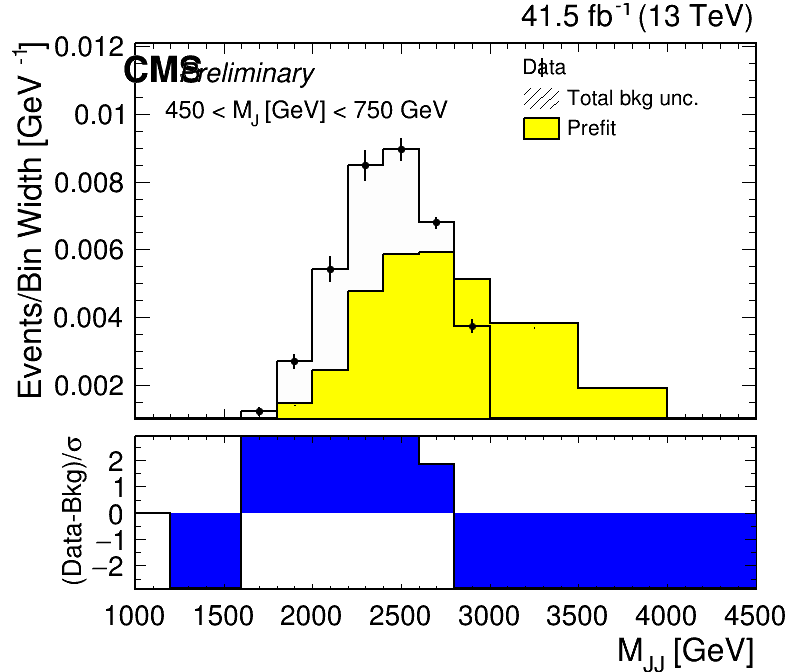 41.5 fb⁻¹ (13 TeV)
CMS Preliminary
450 < M_J [GeV] < 750 GeV
Data
Total bkg unc.
Prefit
Events/Bin Width [GeV⁻¹]
0.012
0.01
0.008
0.006
0.004
0.002
(Data-Bkg)/σ
2
1
0
−1
−2
1000 1500 2000 2500 3000 3500 4000 4500
M_JJ [GeV]